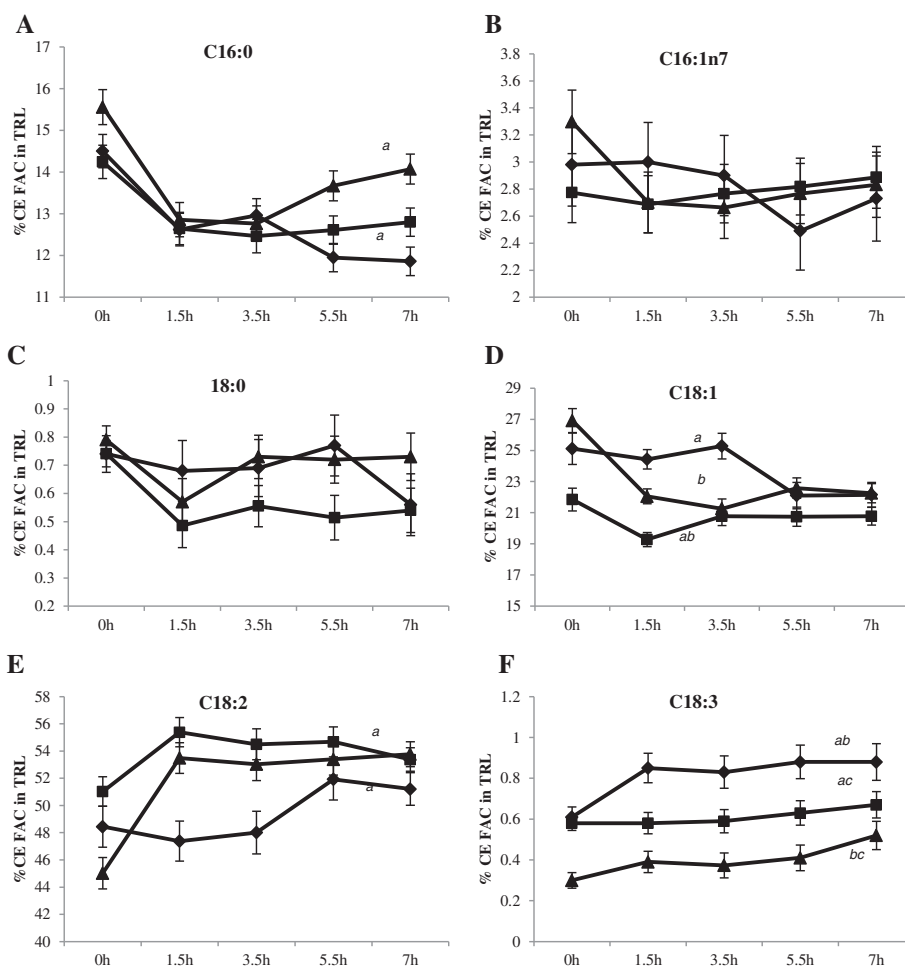 A
C16:0
%CE FAC in TRL
17
16
15
14
13
12
11
a
a
0h 1.5h 3.5h 5.5h 7h
B
C16:1n7
% CE FAC in TRL
3.8
3.6
3.4
3.2
3
2.8
2.6
2.4
2.2
2
0h 1.5h 3.5h 5.5h 7h
C
18:0
%CE FAC in TRL
1
0.9
0.8
0.7
0.6
0.5
0.4
0.3
0.2
0h 1.5h 3.5h 5.5h 7h
D
C18:1
% CE FAC in TRL
29
27
25
23
21
19
17
15
a
b
ab
0h 1.5h 3.5h 5.5h 7h
E
C18:2
%CE FAC in TRL
58
56
54
52
50
48
46
44
42
40
a
a
0h 1.5h 3.5h 5.5h 7h
F
C18:3
% CE FAC in TRL
1.2
1
0.8
0.6
0.4
0.2
0
ab
ac
bc
0h 1.5h 3.5h 5.5h 7h